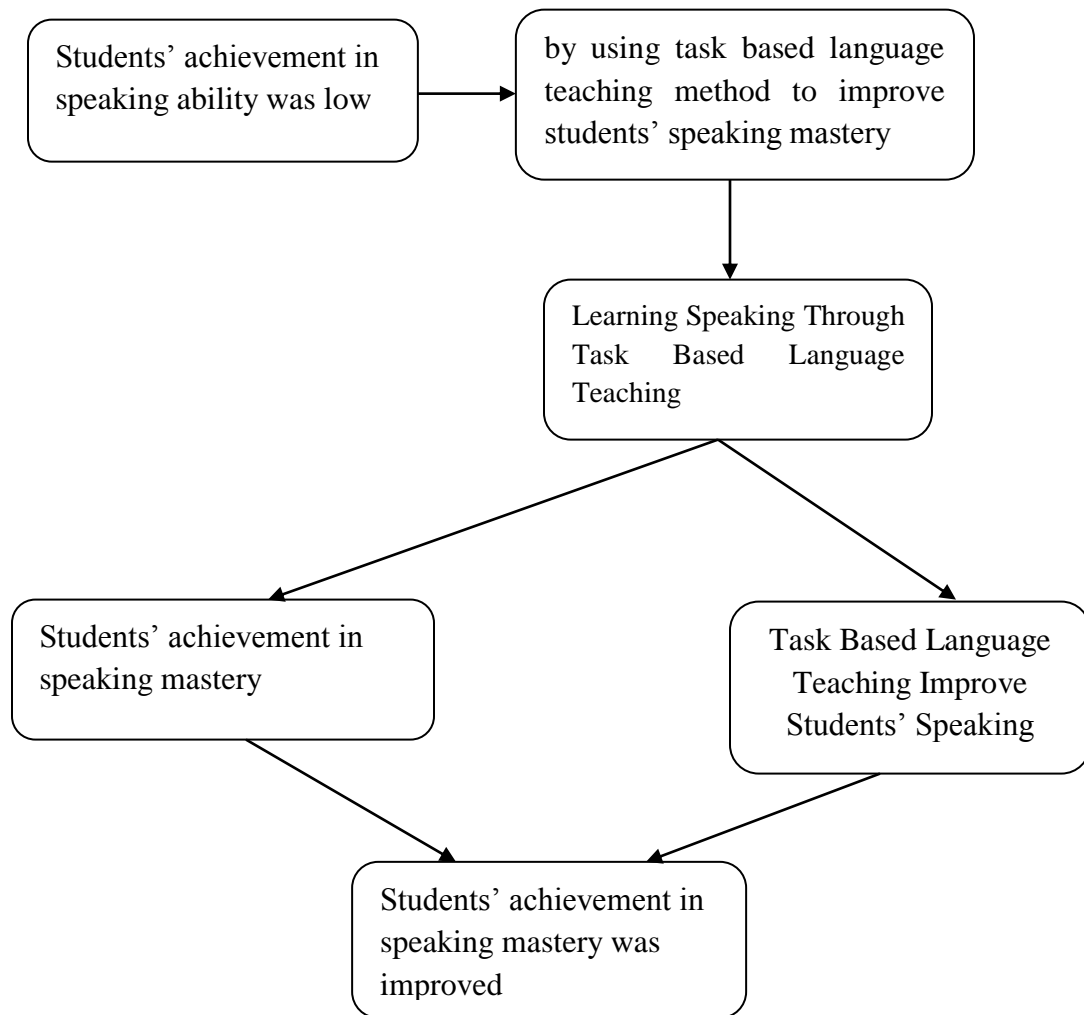 Students’ achievement in
speaking ability was low
by using task based language
teaching method to improve
students’ speaking mastery
Learning Speaking Through
Task Based Language
Teaching
Students’ achievement in
speaking mastery
Task Based Language
Teaching Improve
Students’ Speaking
Students’ achievement in
speaking mastery was
improved